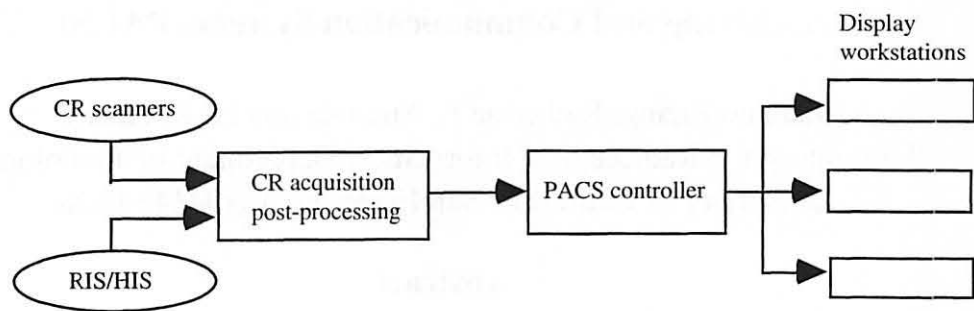 Display
workstations
CR scanners
CR acquisition
post-processing
PACS controller
RIS/HIS